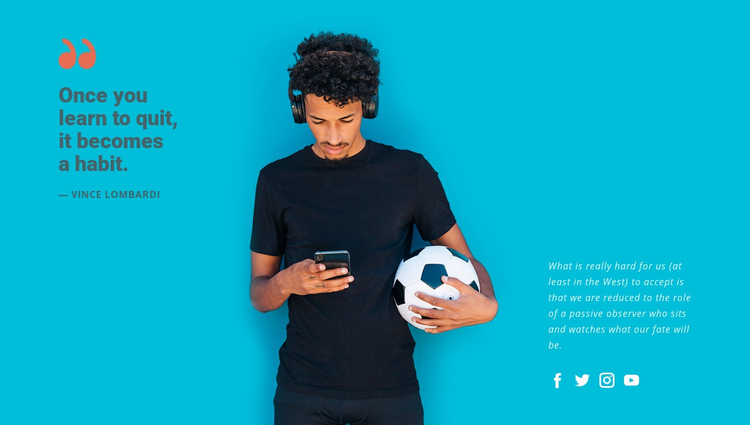 Once you
learn to quit,
it becomes
a habit.
— VINCE LOMBARDI
What is really hard for us (at
least in the West) to accept is
that we are reduced to the role
of a passive observer who sits
and watches what our fate will
be.